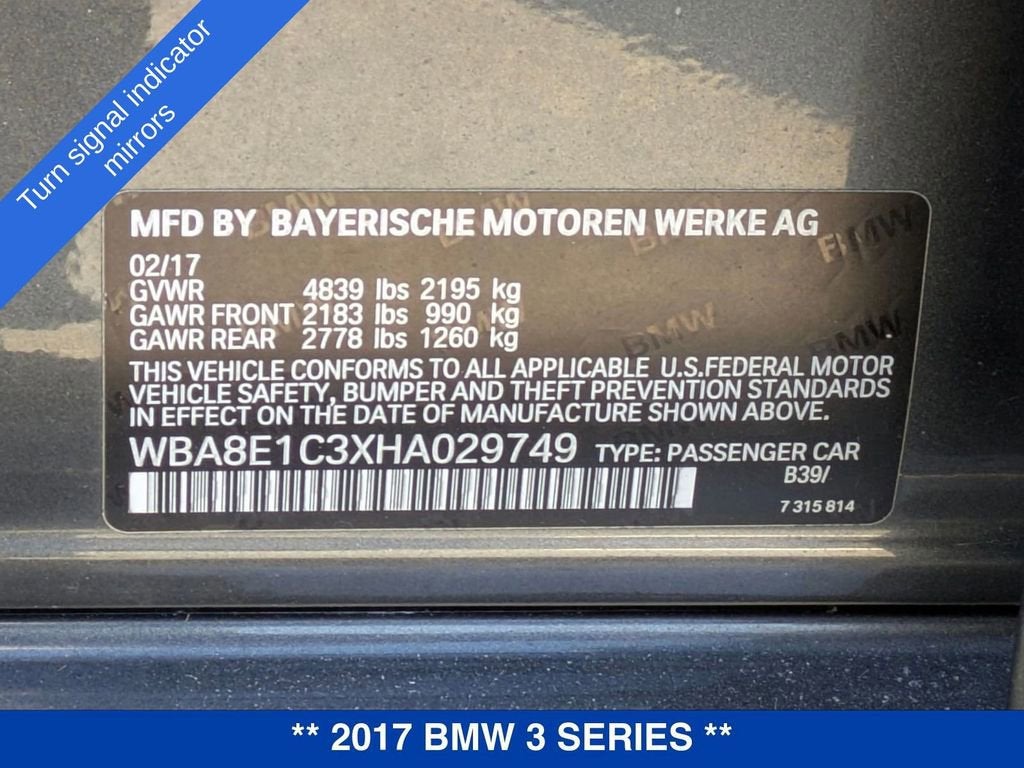 Turn signal indicator
mirrors
MFD BY BAYERISCHE MOTOREN WERKE AG
02/17
GVWR 4839 lbs 2195 kg
GAWR FRONT 2183 lbs 990 kg
GAWR REAR 2778 lbs 1260 kg
THIS VEHICLE CONFORMS TO ALL APPLICABLE U.S.FEDERAL MOTOR
VEHICLE SAFETY, BUMPER AND THEFT PREVENTION STANDARDS
IN EFFECT ON THE DATE OF MANUFACTURE SHOWN ABOVE.
WBA8E1C3XHA029749 TYPE: PASSENGER CAR
B39/
7 315 814
** 2017 BMW 3 SERIES **